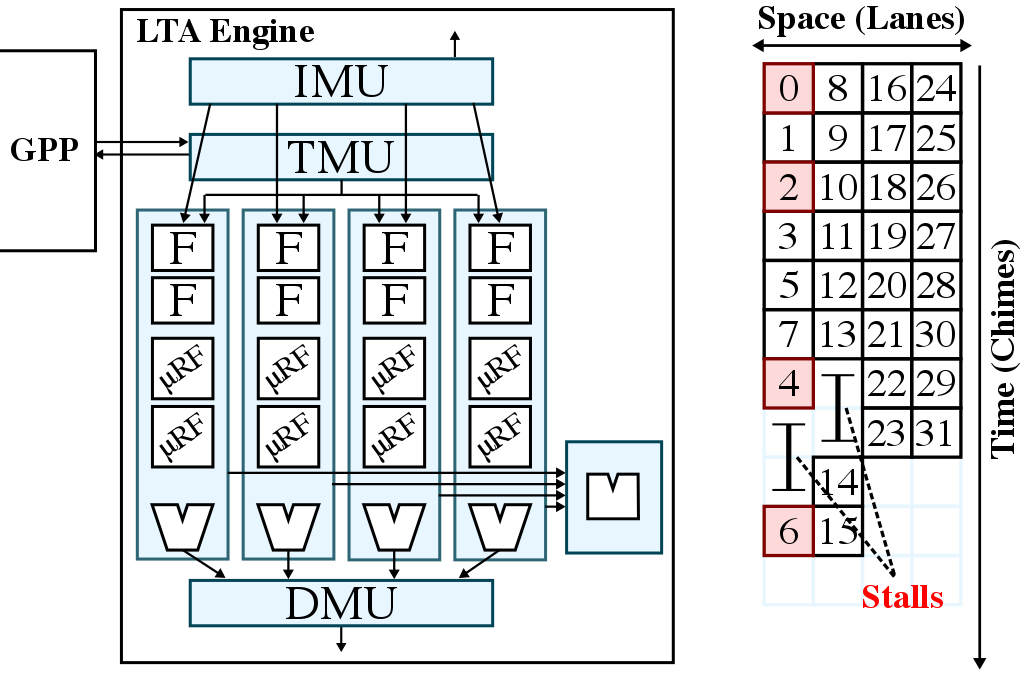 LTA Engine
IMU
GPP
TMU
F F F F
F F F F
μRF μRF μRF μRF
μRF μRF μRF μRF
DMU
Space (Lanes)
0 8 16 24
1 9 17 25
2 10 18 26
3 11 19 27
5 12 20 28
7 13 21 30
4 22 29
23 31
14
6 15
Stalls
Time (Chimes)